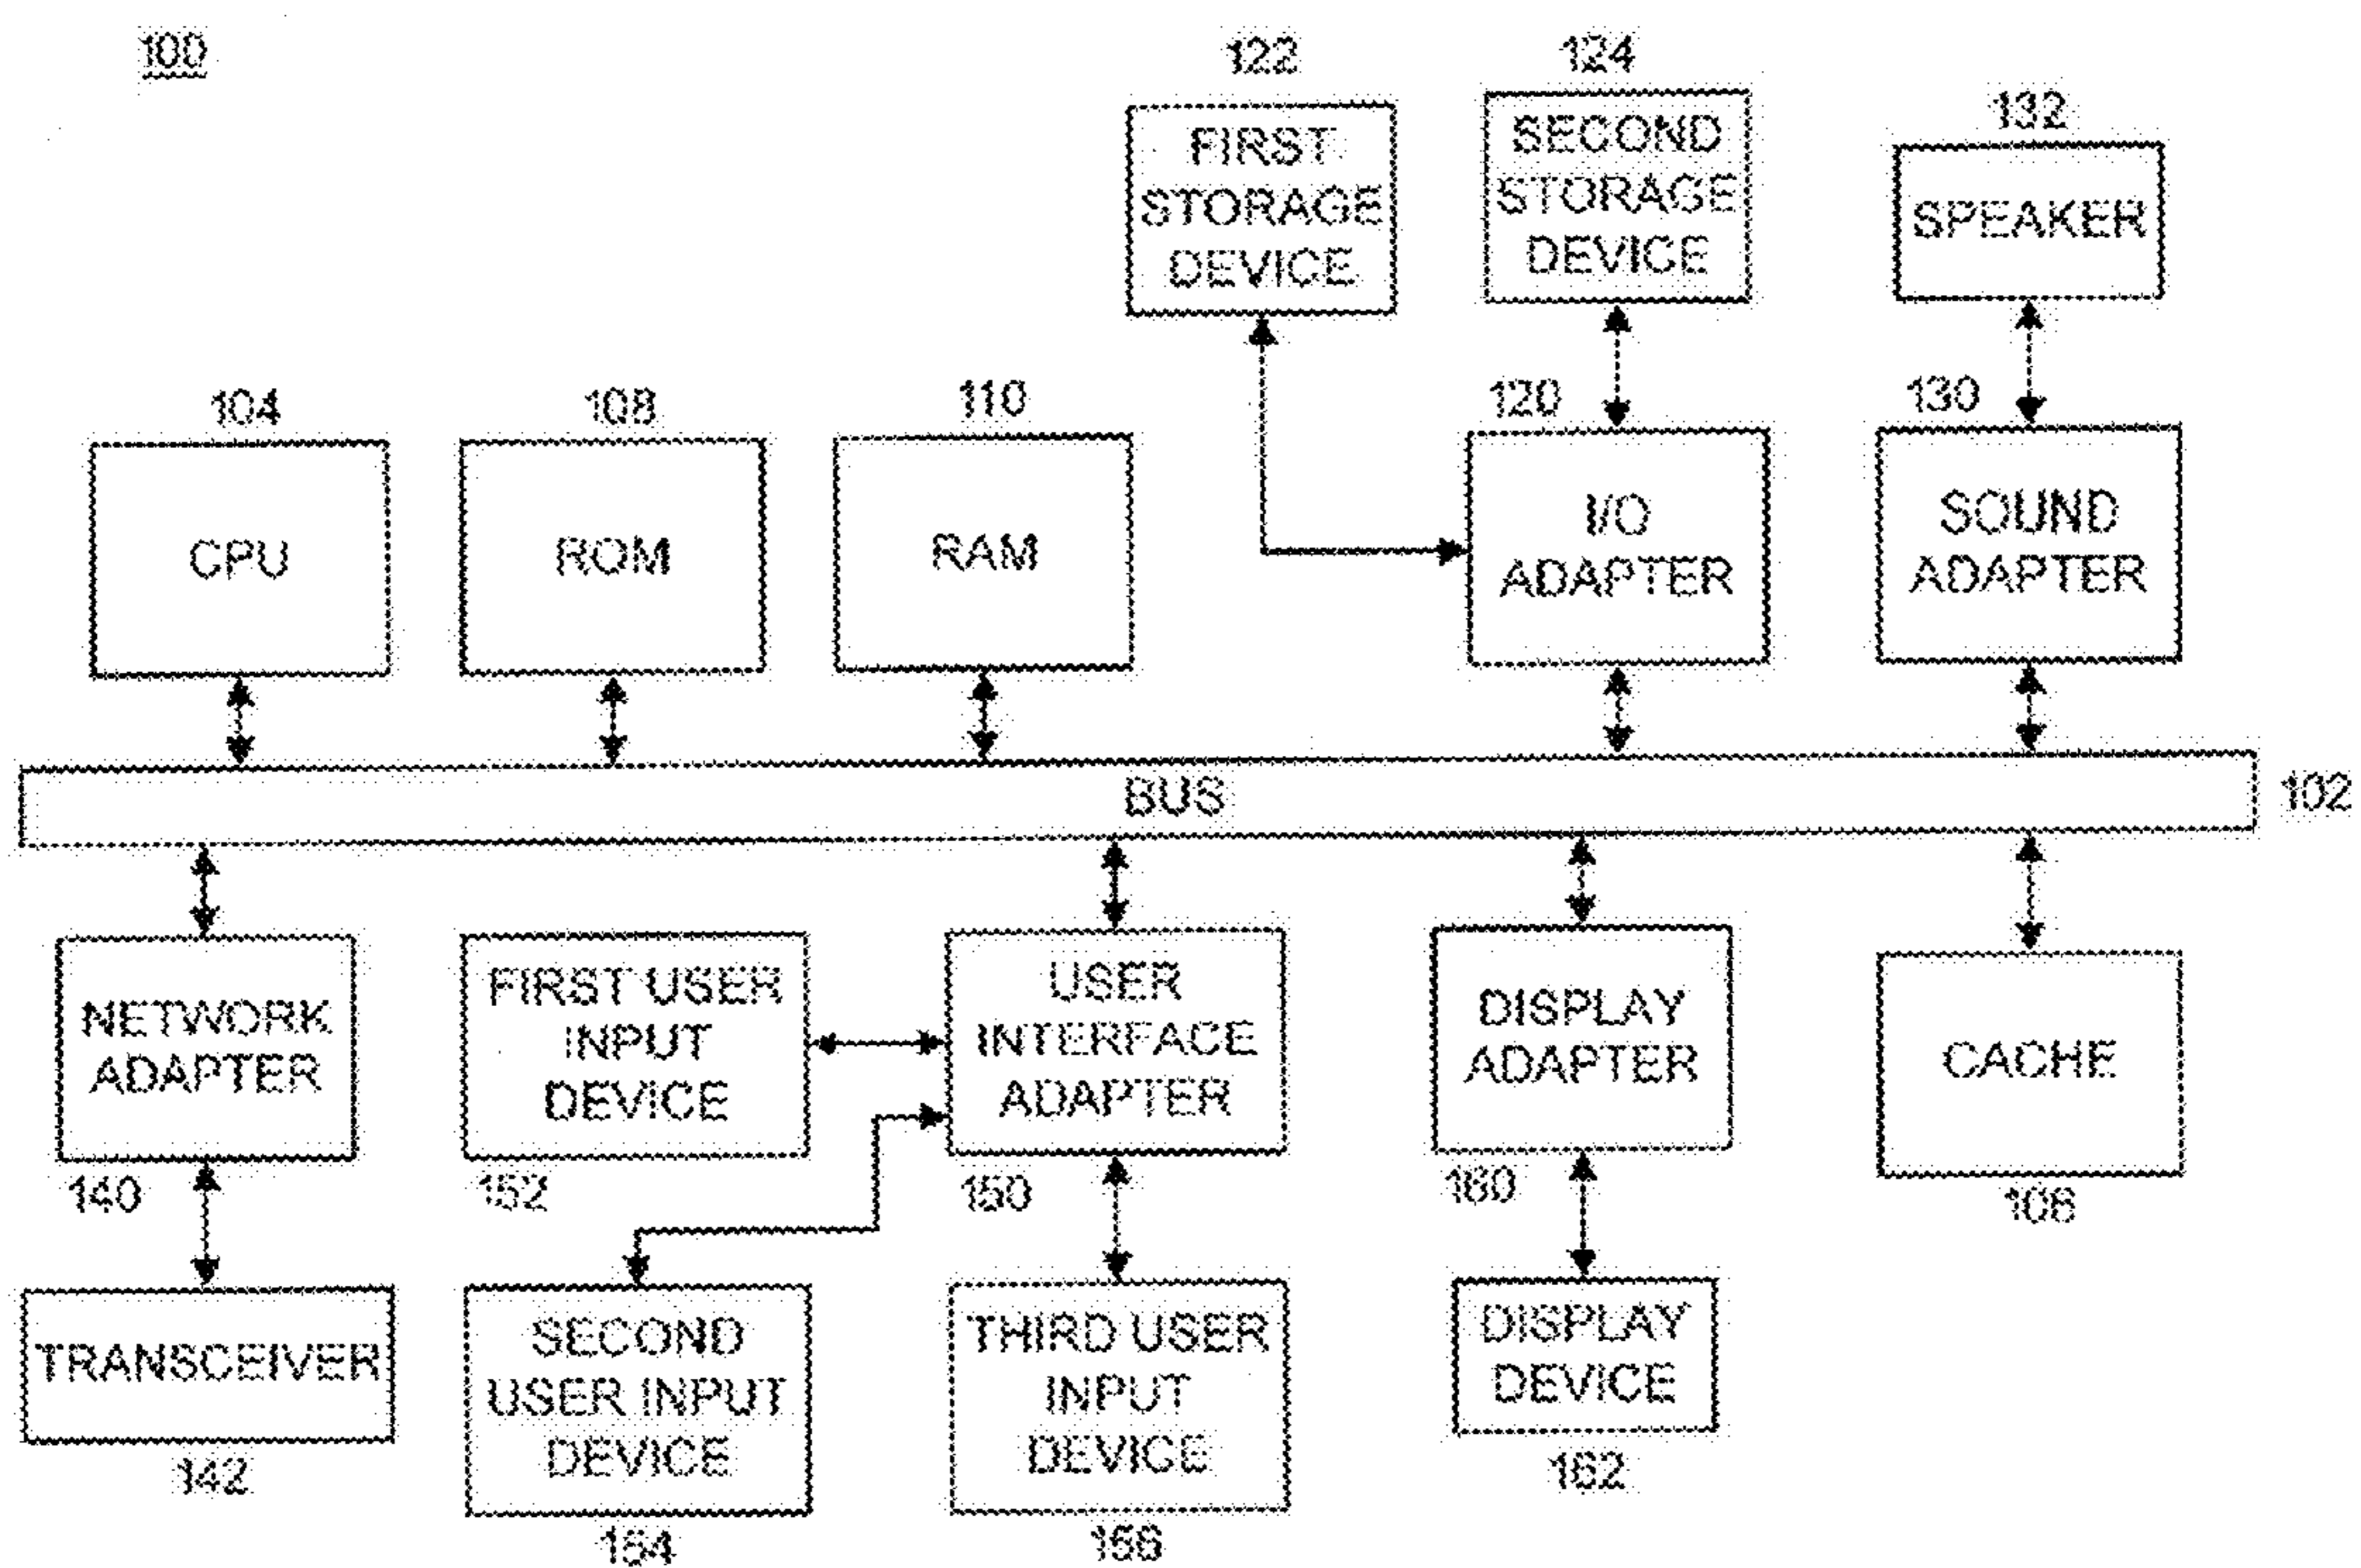 100
122
124
132
FIRST
STORAGE
DEVICE
SECOND
STORAGE
DEVICE
SPEAKER
104
108
110
120
130
CPU
ROM
RAM
I/O
ADAPTER
SOUND
ADAPTER
BUS
102
NETWORK
ADAPTER
FIRST USER
INPUT
DEVICE
USER
INTERFACE
ADAPTER
DISPLAY
ADAPTER
CACHE
140
152
150
160
106
TRANSCEIVER
SECOND
USER INPUT
DEVICE
THIRD USER
INPUT
DEVICE
DISPLAY
DEVICE
142
154
156
162